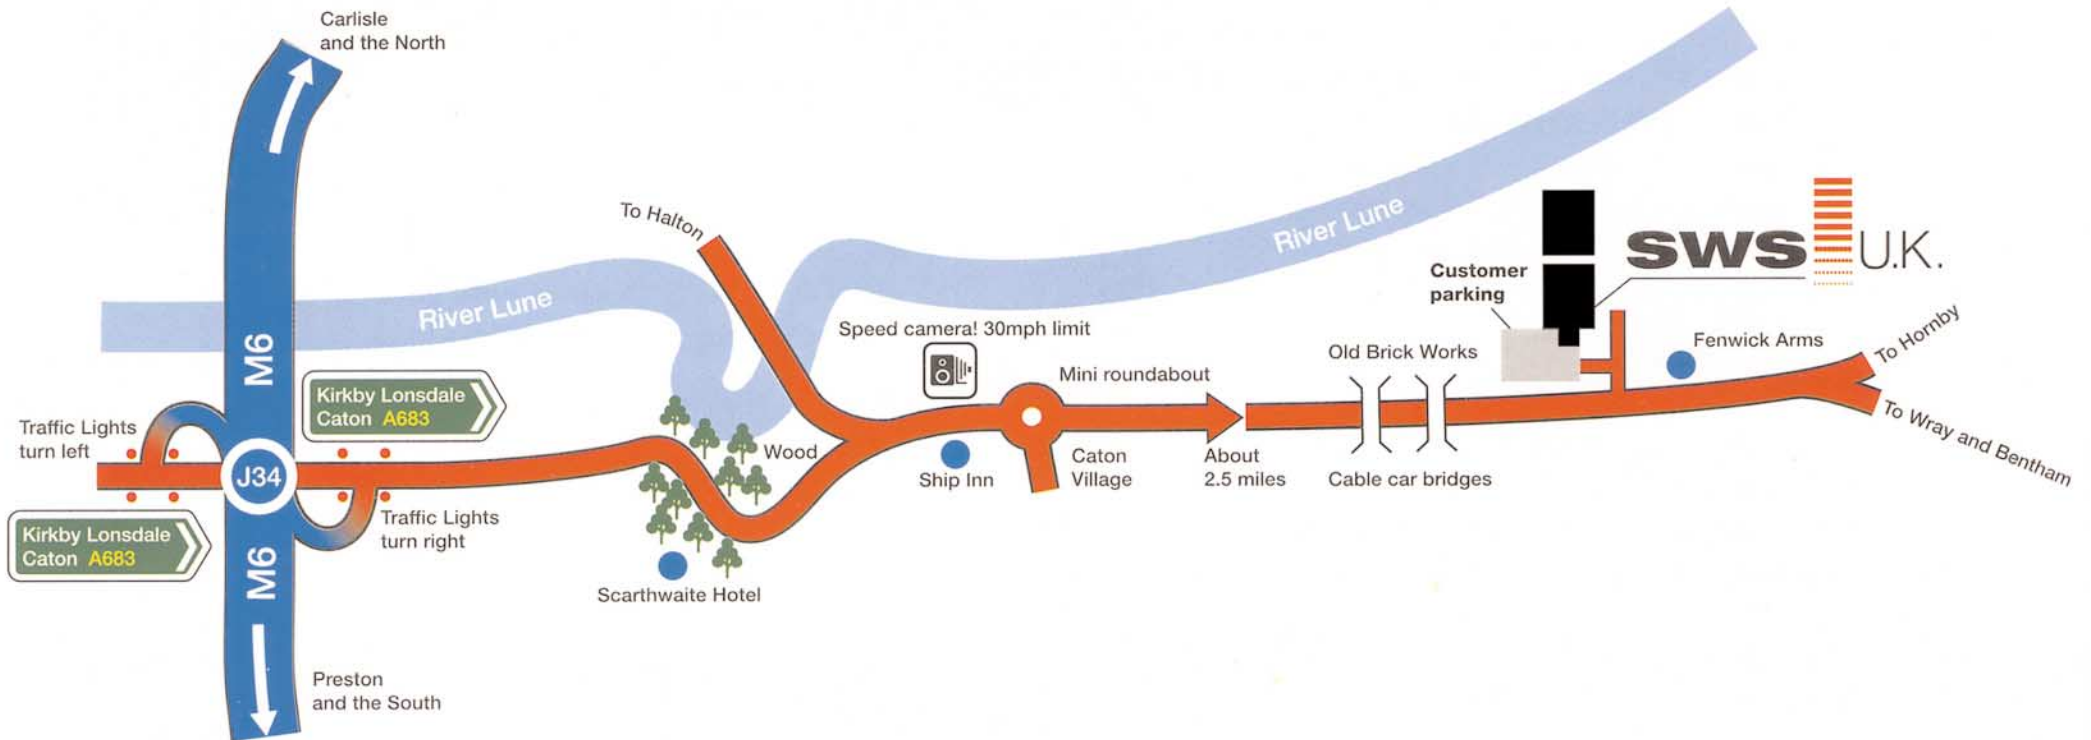 Carlisle
and the North
To Halton
River Lune
SWS U.K.
Customer
parking
River Lune
Speed camera! 30mph limit
Old Brick Works
Fenwick Arms
To Hornby
M6
Kirkby Lonsdale
Caton A683
Mini roundabout
Traffic Lights
turn left
J34
Wood
Ship Inn
Caton
Village
About
2.5 miles
Cable car bridges
To Wray and Bentham
Kirkby Lonsdale
Caton A683
M6
Traffic Lights
turn right
Scarthwaite Hotel
Preston
and the South